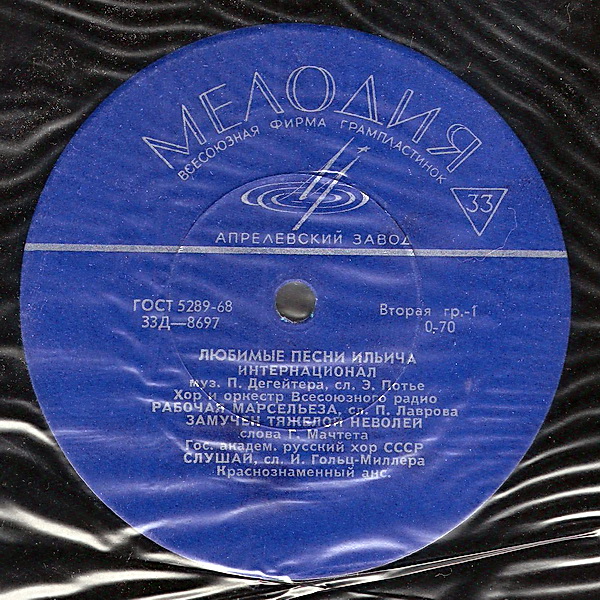 МЕЛОДИЯ
ВСЕСОЮЗНАЯ ФИРМА ГРАМПЛАСТИНОК
33
АПРЕЛЕВСКИЙ ЗАВОД
ГОСТ 5289-68
33Д—8697
Вторая гр.-1
0,-70
ЛЮБИМЫЕ ПЕСНИ ИЛЬИЧА
ИНТЕРНАЦИОНАЛ
муз. П. Дегейтера, сл. Э. Потье
Хор и оркестр Всесоюзного радио
РАБОЧАЯ МАРСЕЛЬЕЗА, сл. П. Лаврова
ЗАМУЧЕН ТЯЖЕЛОЙ НЕВОЛЕЙ
слова Г. Мачтета
Гос. академ. русский хор СССР
СЛУШАЙ, сл. И. Гольц-Миллера
Краснознаменный анс.